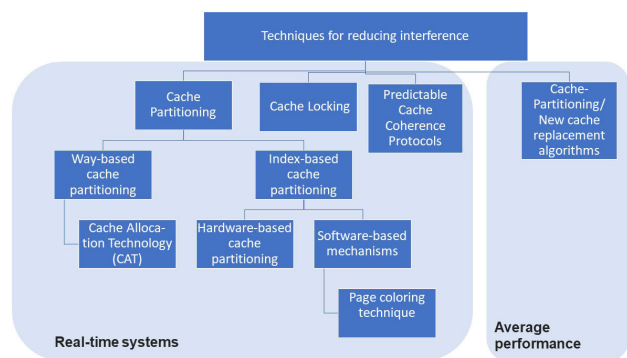 Techniques for reducing interference
Cache
Partitioning
Cache Locking
Predictable
Cache
Coherence
Protocols
Cache-
Partitioning/
New cache
replacement
algorithms
Way-based
cache
partitioning
Index-based
cache
partitioning
Cache Alloca-
tion Technology
(CAT)
Hardware-based
cache
partitioning
Software-based
mechanisms
Page coloring
technique
Real-time systems
Average
performance